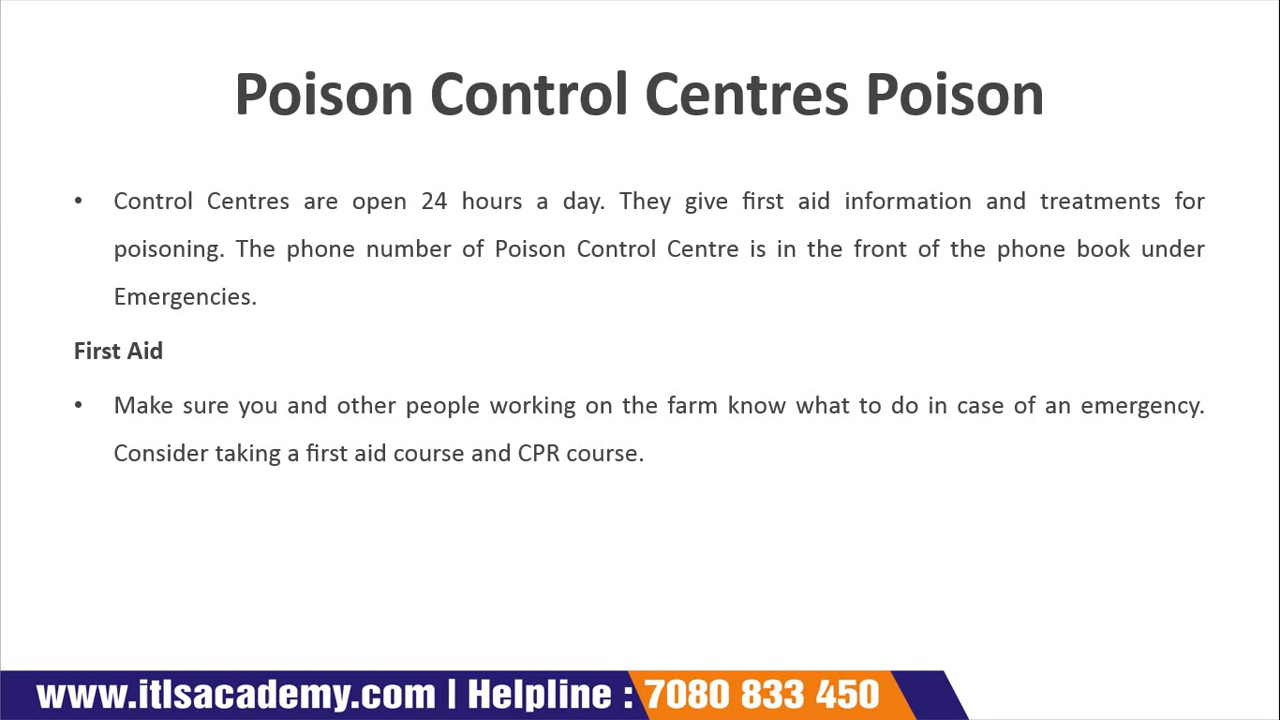 Poison Control Centres Poison
• Control Centres are open 24 hours a day. They give first aid information and treatments for
poisoning. The phone number of Poison Control Centre is in the front of the phone book under
Emergencies.
First Aid
• Make sure you and other people working on the farm know what to do in case of an emergency.
Consider taking a first aid course and CPR course.
www.itlsacademy.com | Helpline : 7080 833 450